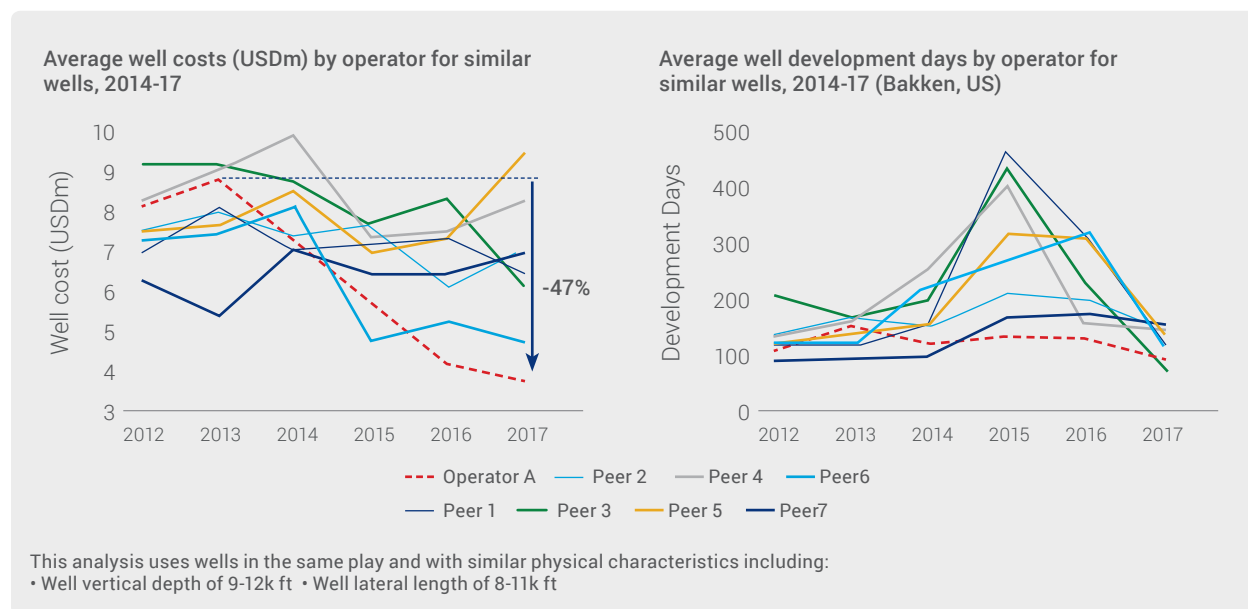 Average well costs (USDm) by operator for similar
wells, 2014-17
Well cost (USDm)
10
9
8
7
6
5
4
3
2012 2013 2014 2015 2016 2017
-47%
Average well development days by operator for
similar wells, 2014-17 (Bakken, US)
Development Days
500
400
300
200
100
0
2012 2013 2014 2015 2016 2017
Operator A Peer 2 Peer 4 Peer6
Peer 1 Peer 3 Peer 5 Peer7
This analysis uses wells in the same play and with similar physical characteristics including:
• Well vertical depth of 9-12k ft • Well lateral length of 8-11k ft